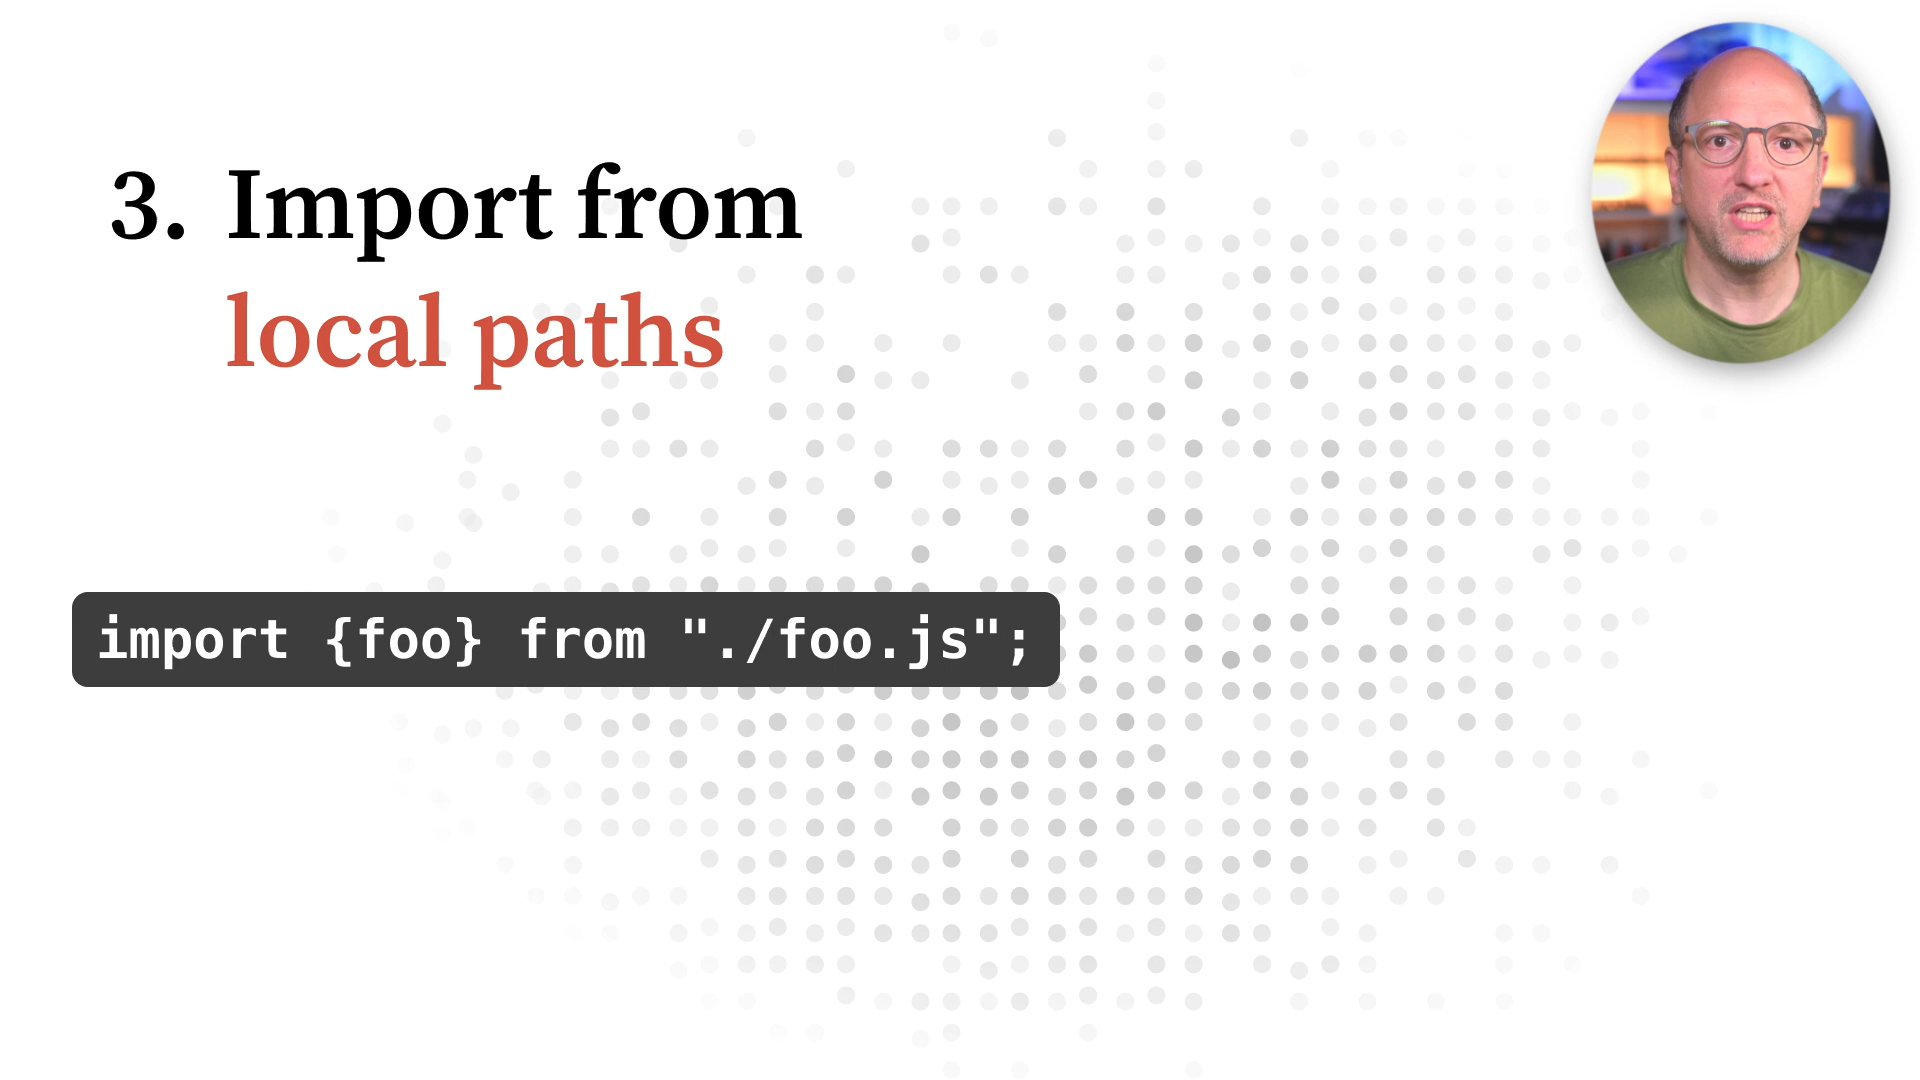 3. Import from
local paths
import {foo} from "./foo.js";